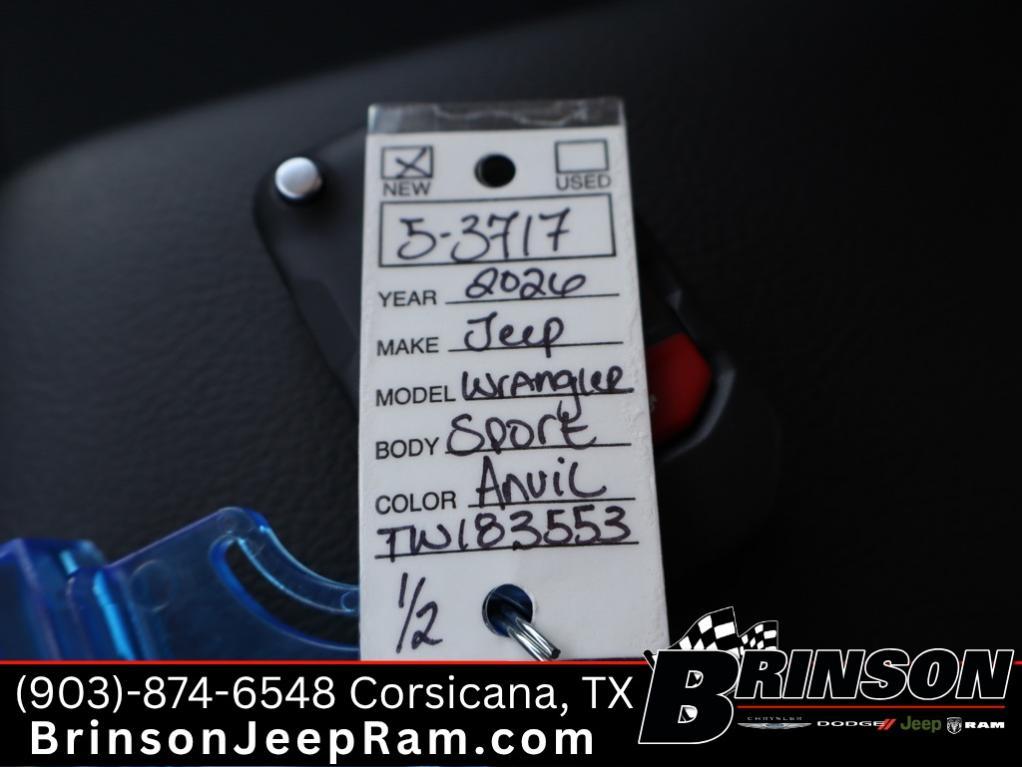 NEW USED
5-3717
YEAR 2026
MAKE Jeep
MODEL Wrangler
BODY Sport
COLOR Anvil
TW183553
1/2
(903)-874-6548 Corsicana, TX
BrinsonJeepRam.com
BRINSON
CHRYSLER DODGE Jeep RAM